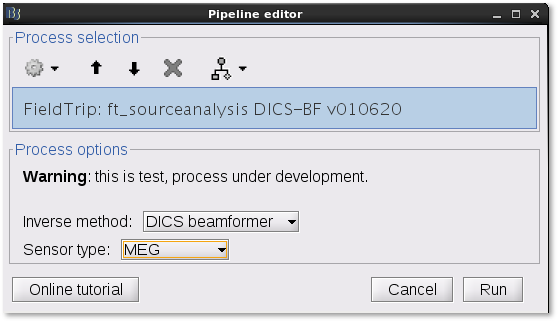 Pipeline editor
Process selection
FieldTrip: ft_sourceanalysis DICS-BF v010620
Process options
Warning: this is test, process under development.
Inverse method: DICS beamformer
Sensor type: MEG
Online tutorial Cancel Run